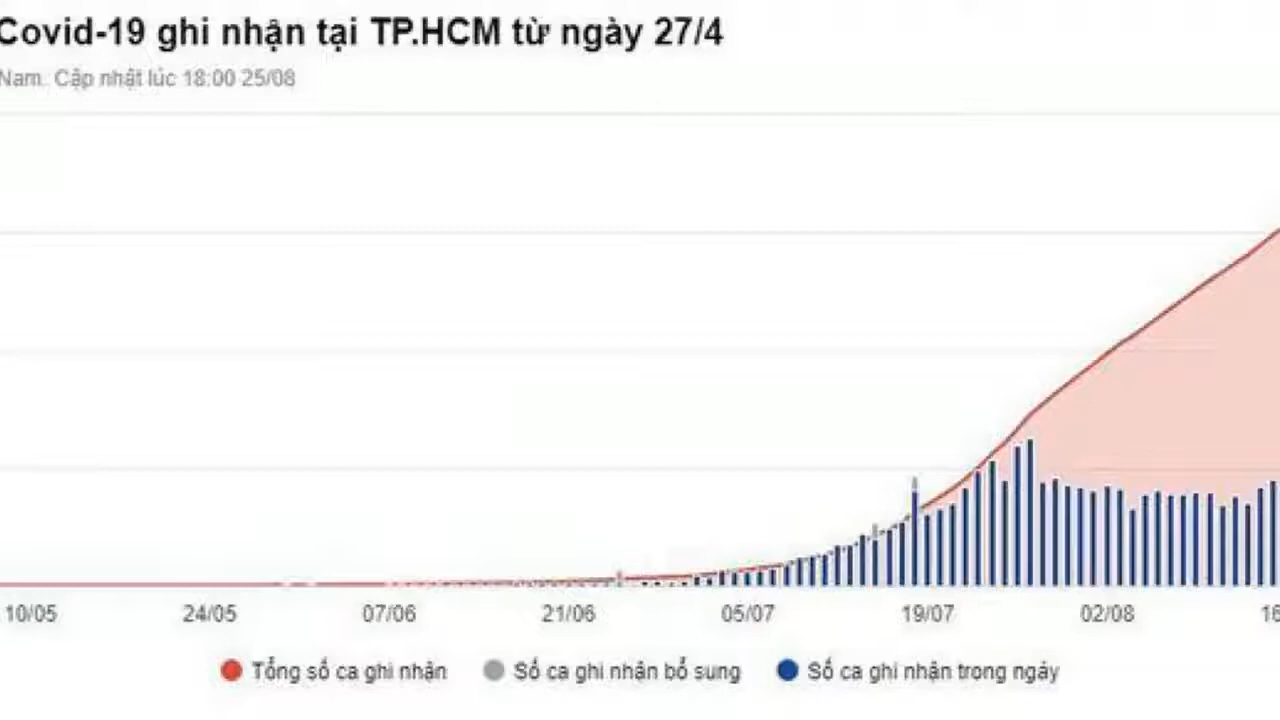 Covid-19 ghi nhận tại TP.HCM từ ngày 27/4
Nam. Cập nhật lúc 18:00 25/08
10/05 24/05 07/06 21/06 05/07 19/07 02/08 16
Tổng số ca ghi nhận Số ca ghi nhận bổ sung Số ca ghi nhận trong ngày